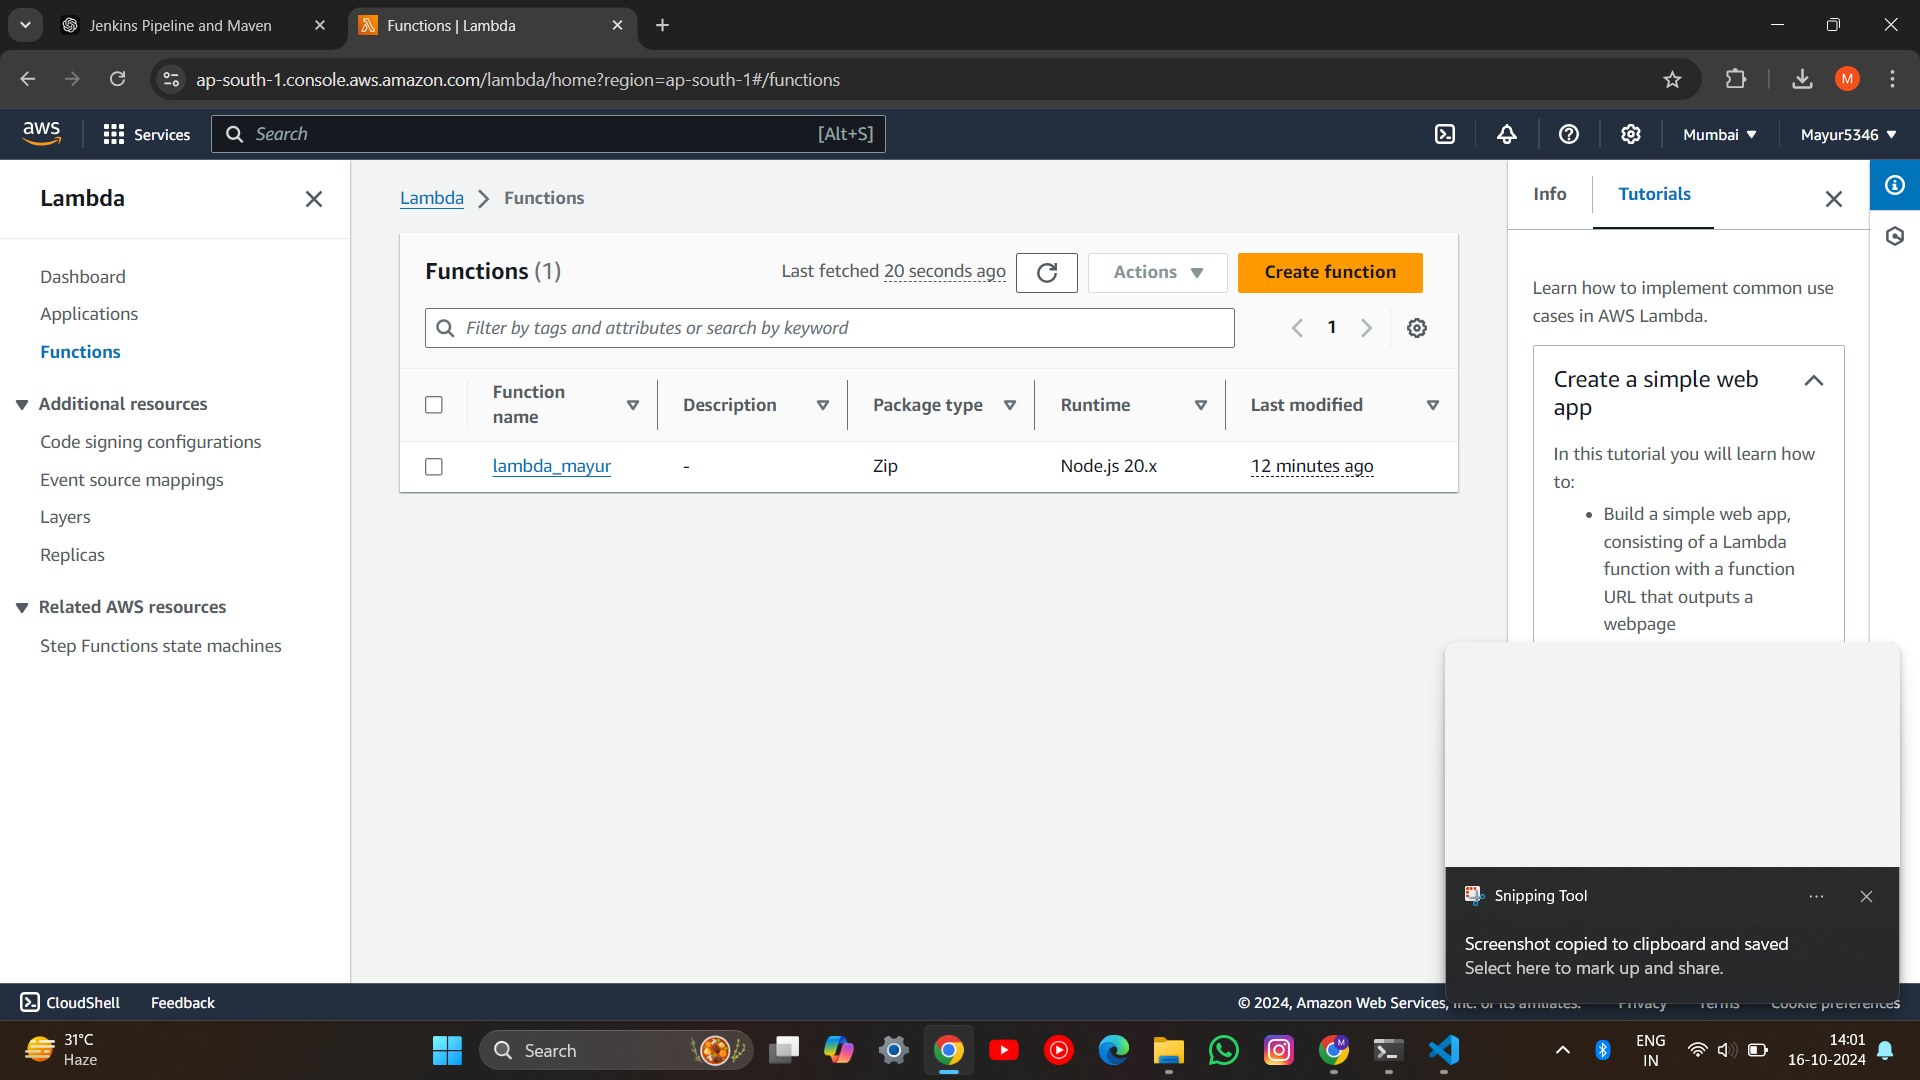 Jenkins Pipeline and Maven
Functions | Lambda
ap-south-1.console.aws.amazon.com/lambda/home?region=ap-south-1#/functions
M
aws
Services
Search
[Alt+S]
Mumbai
Mayur5346
Lambda
Dashboard
Applications
Functions
Additional resources
Code signing configurations
Event source mappings
Layers
Replicas
Related AWS resources
Step Functions state machines
Lambda
Functions
Functions (1)
Last fetched 20 seconds ago
Actions
Create function
Filter by tags and attributes or search by keyword
1
Function
name
Description
Package type
Runtime
Last modified
lambda_mayur
-
Zip
Node.js 20.x
12 minutes ago
Info
Tutorials
Learn how to implement common use
cases in AWS Lambda.
Create a simple web
app
In this tutorial you will learn how
to:
• Build a simple web app,
consisting of a Lambda
function with a function
URL that outputs a
webpage
Snipping Tool
Screenshot copied to clipboard and saved
Select here to mark up and share.
CloudShell
Feedback
© 2024, Amazon Web Services, Inc. or its affiliates.
Privacy
Terms
Cookie preferences
31°C
Haze
Search
M
ENG
IN
14:01
16-10-2024